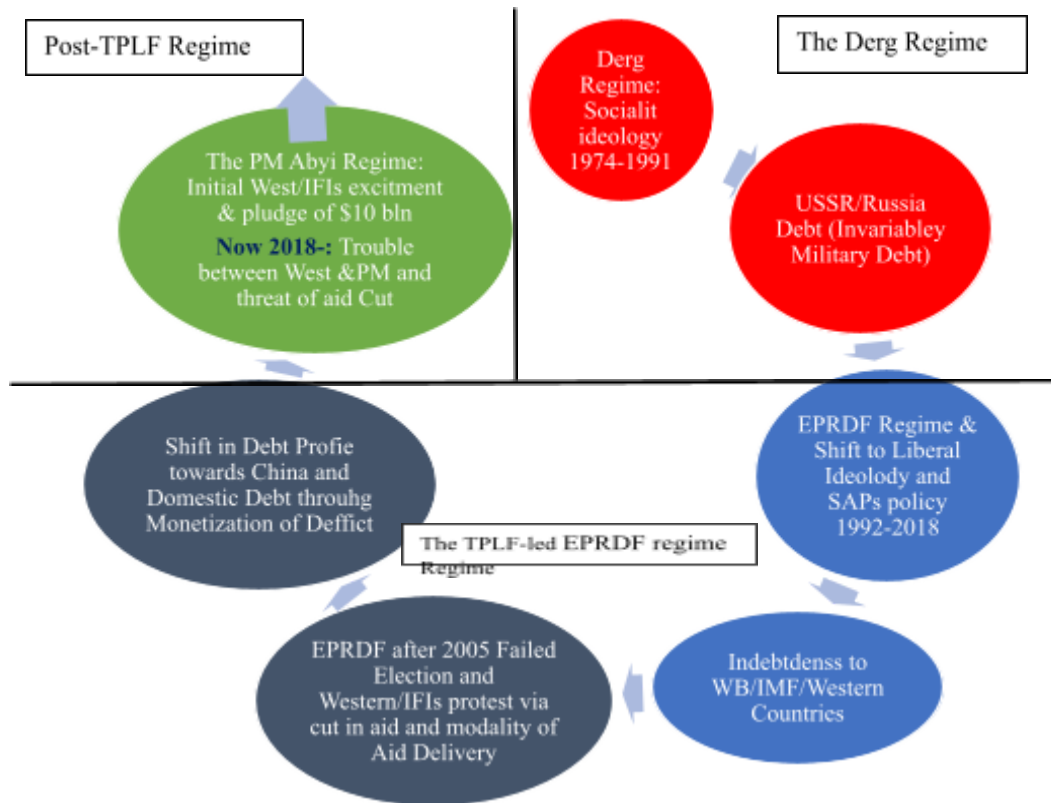 Post-TPLF Regime
The PM Abyi Regime:
Initial West/IFIs excitment
& pludge of $10 bln
Now 2018-: Trouble
between West &PM and
threat of aid Cut
The Derg Regime
Derg
Regime:
Socialit
ideology
1974-1991
USSR/Russia
Debt (Invariabley
Military Debt)
EPRDF Regime &
Shift to Liberal
Ideolody and
SAPs policy
1992-2018
Indebtdenss to
WB/IMF/Western
Countries
The TPLF-led EPRDF regime
Regime
EPRDF after 2005 Failed
Election and
Western/IFIs protest via
cut in aid and modality of
Aid Delivery
Shift in Debt Profie
towards China and
Domestic Debt throuhg
Monetization of Deffict